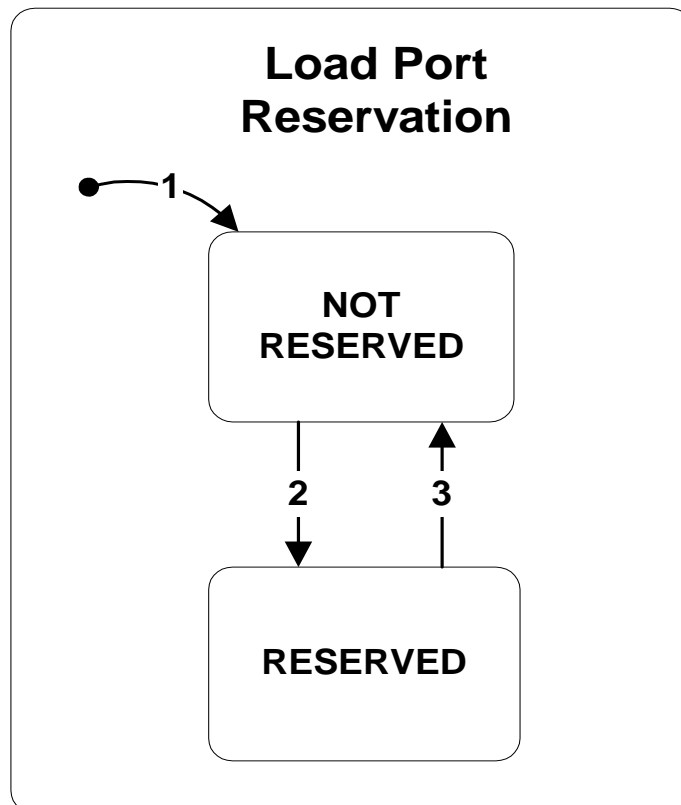 Load Port
Reservation
1
NOT
RESERVED
2
3
RESERVED